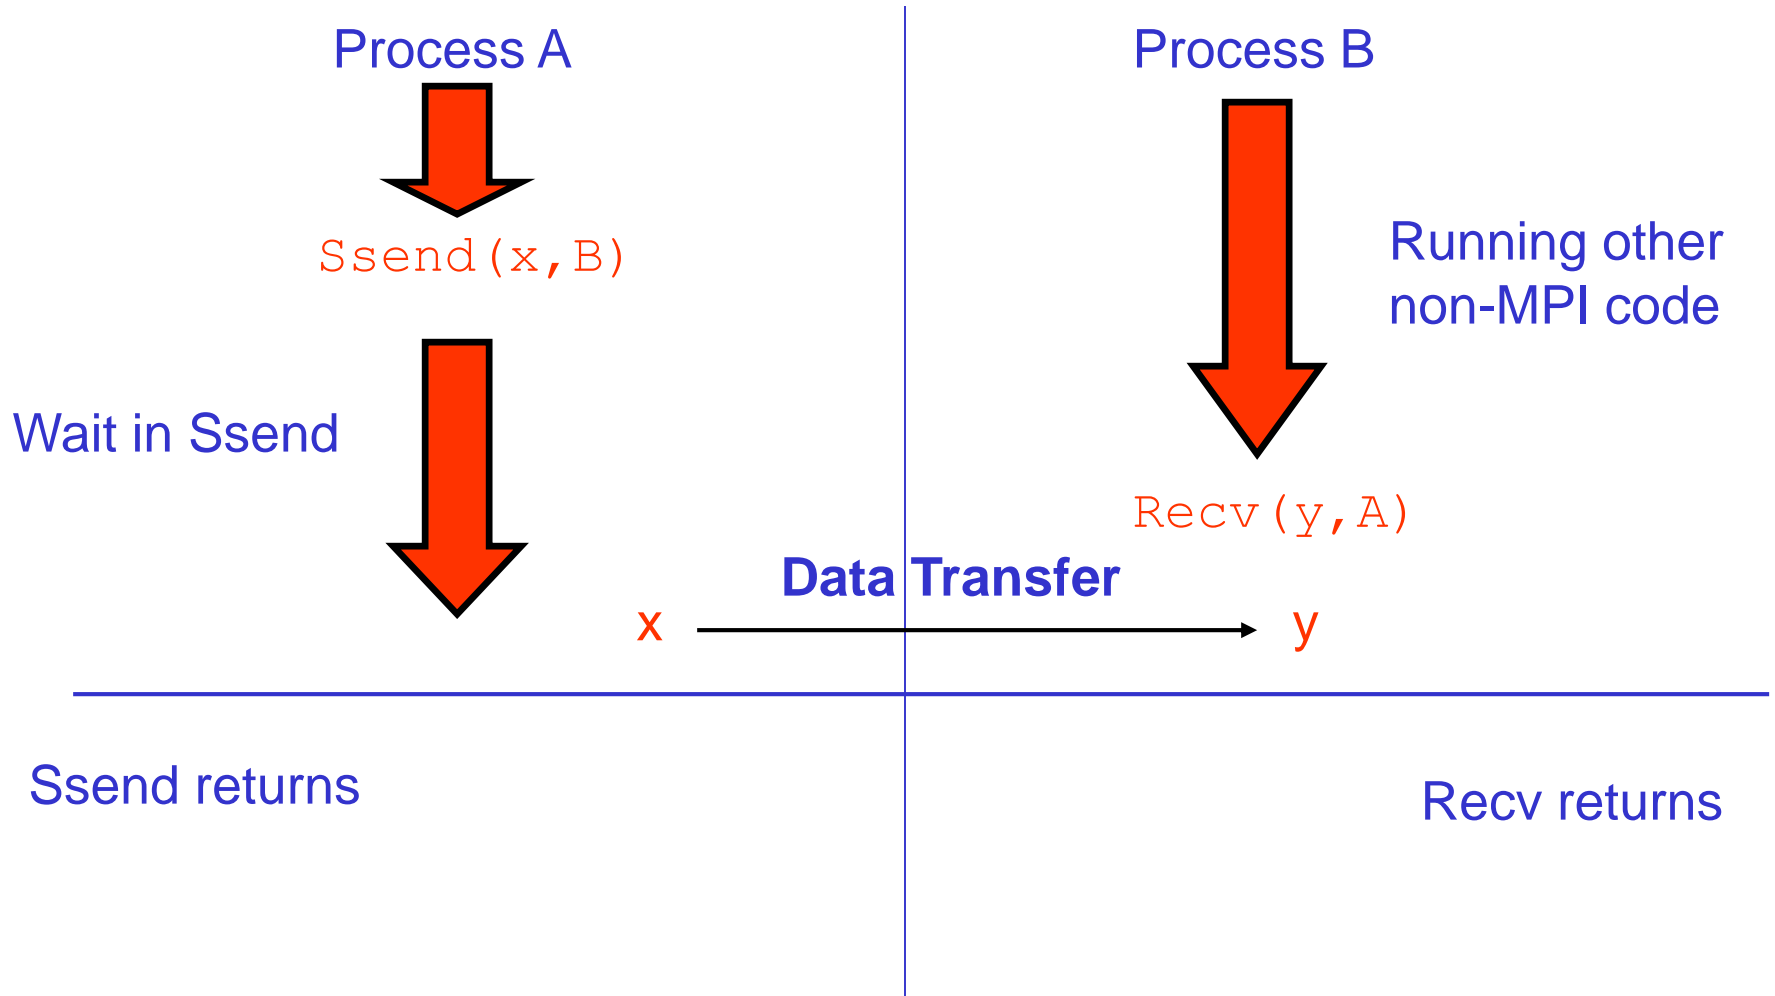 Process A
Process B
Ssend(x,B)
Running other
non-MPI code
Wait in Ssend
Recv(y,A)
Data Transfer
x
y
Ssend returns
Recv returns